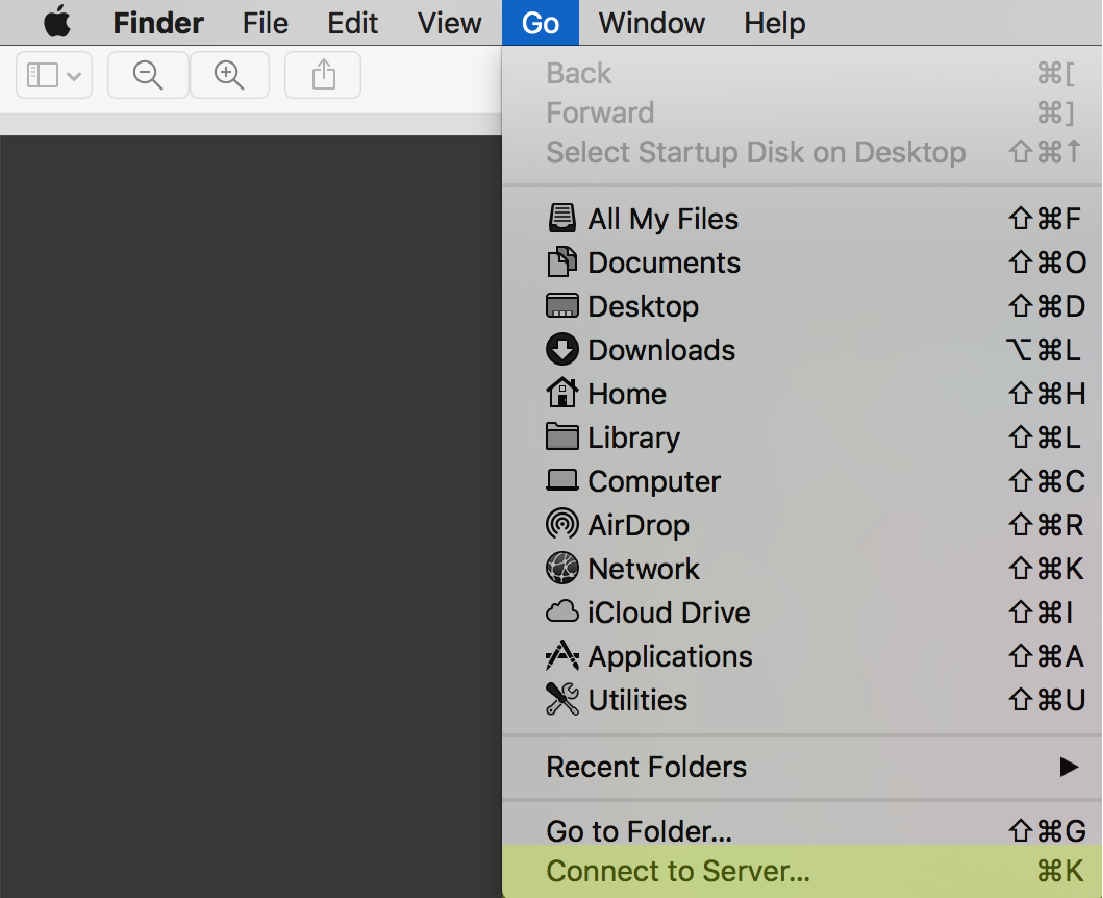 Finder File Edit View Go Window Help
Back ⌘[
Forward ⌘]
Select Startup Disk on Desktop ⇧⌘↑
All My Files ⇧⌘F
Documents ⇧⌘O
Desktop ⇧⌘D
Downloads ⌥⌘L
Home ⇧⌘H
Library ⇧⌘L
Computer ⇧⌘C
AirDrop ⇧⌘R
Network ⇧⌘K
iCloud Drive ⇧⌘I
Applications ⇧⌘A
Utilities ⇧⌘U
Recent Folders
Go to Folder... ⇧⌘G
Connect to Server... ⌘K